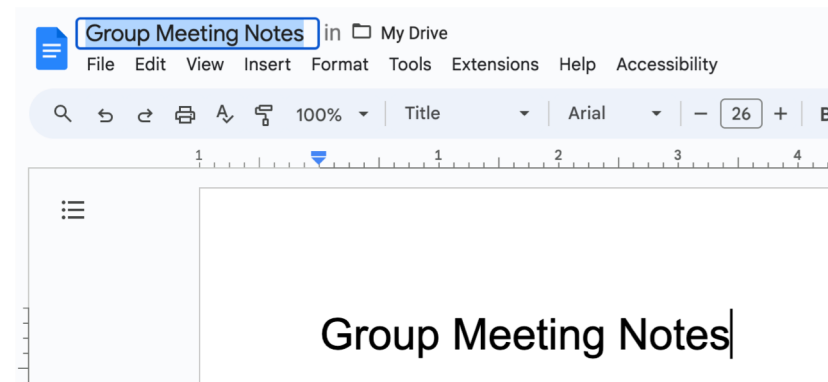 Group Meeting Notes in My Drive
File Edit View Insert Format Tools Extensions Help Accessibility
100% Title Arial — 26 + B
1 1 2 3 4
Group Meeting Notes